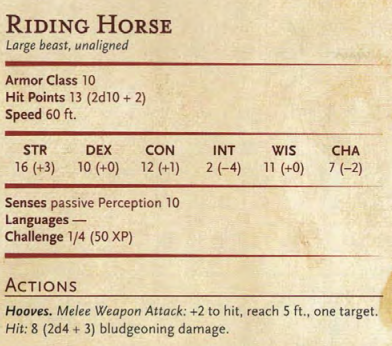 RIDING HORSE
Large beast, unaligned
Armor Class 10
Hit Points 13 (2d10 + 2)
Speed 60 ft.
STR DEX CON INT WIS CHA
16 (+3) 10 (+0) 12 (+1) 2 (−4) 11 (+0) 7 (−2)
Senses passive Perception 10
Languages —
Challenge 1/4 (50 XP)
ACTIONS
Hooves. Melee Weapon Attack: +2 to hit, reach 5 ft., one target.
Hit: 8 (2d4 + 3) bludgeoning damage.